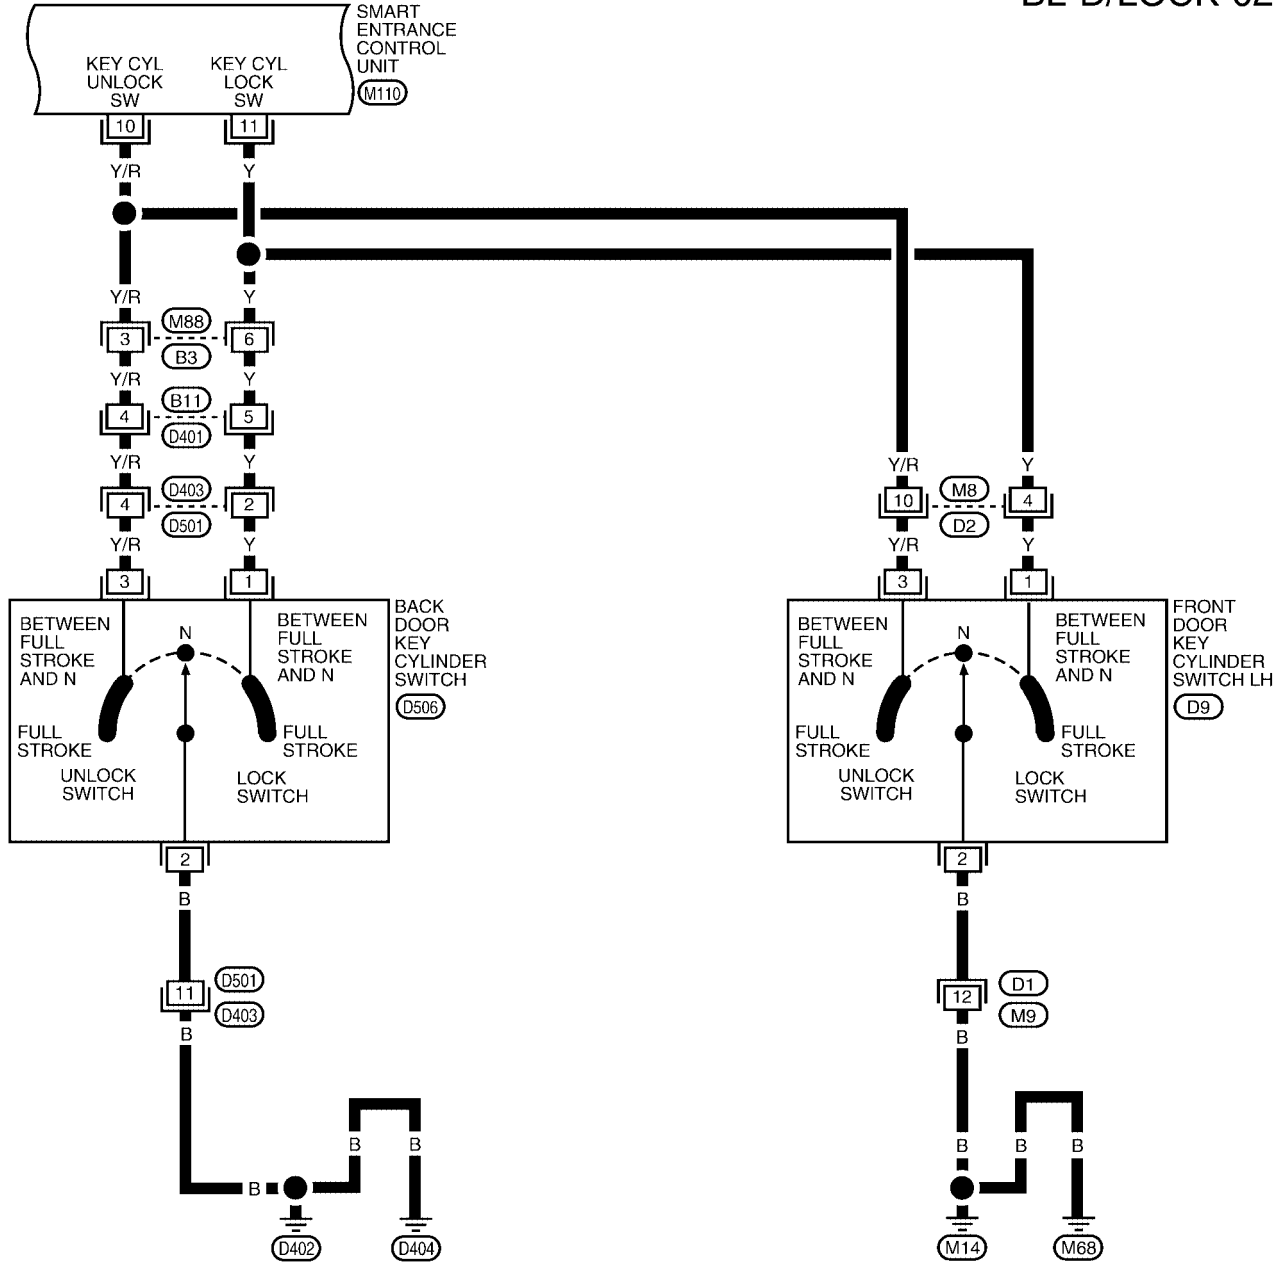 SMART
ENTRANCE
CONTROL
UNIT
M110
KEY CYL
UNLOCK
SW
KEY CYL
LOCK
SW
10
11
Y/R
Y
Y/R
Y
3
M88
6
B3
Y/R
Y
4
B11
5
D401
Y/R
Y
4
D403
2
D501
Y/R
Y
3
1
Y/R
Y
10
M8
4
D2
Y/R
Y
3
1
BACK
DOOR
KEY
CYLINDER
SWITCH
D506
BETWEEN
FULL
STROKE
AND N
N
BETWEEN
FULL
STROKE
AND N
FULL
STROKE
FULL
STROKE
UNLOCK
SWITCH
LOCK
SWITCH
2
B
11
D501
D403
B
B
B
B
D402
D404
FRONT
DOOR
KEY
CYLINDER
SWITCH LH
D9
BETWEEN
FULL
STROKE
AND N
N
BETWEEN
FULL
STROKE
AND N
FULL
STROKE
FULL
STROKE
UNLOCK
SWITCH
LOCK
SWITCH
2
B
12
D1
M9
B
B
B
B
M14
M68